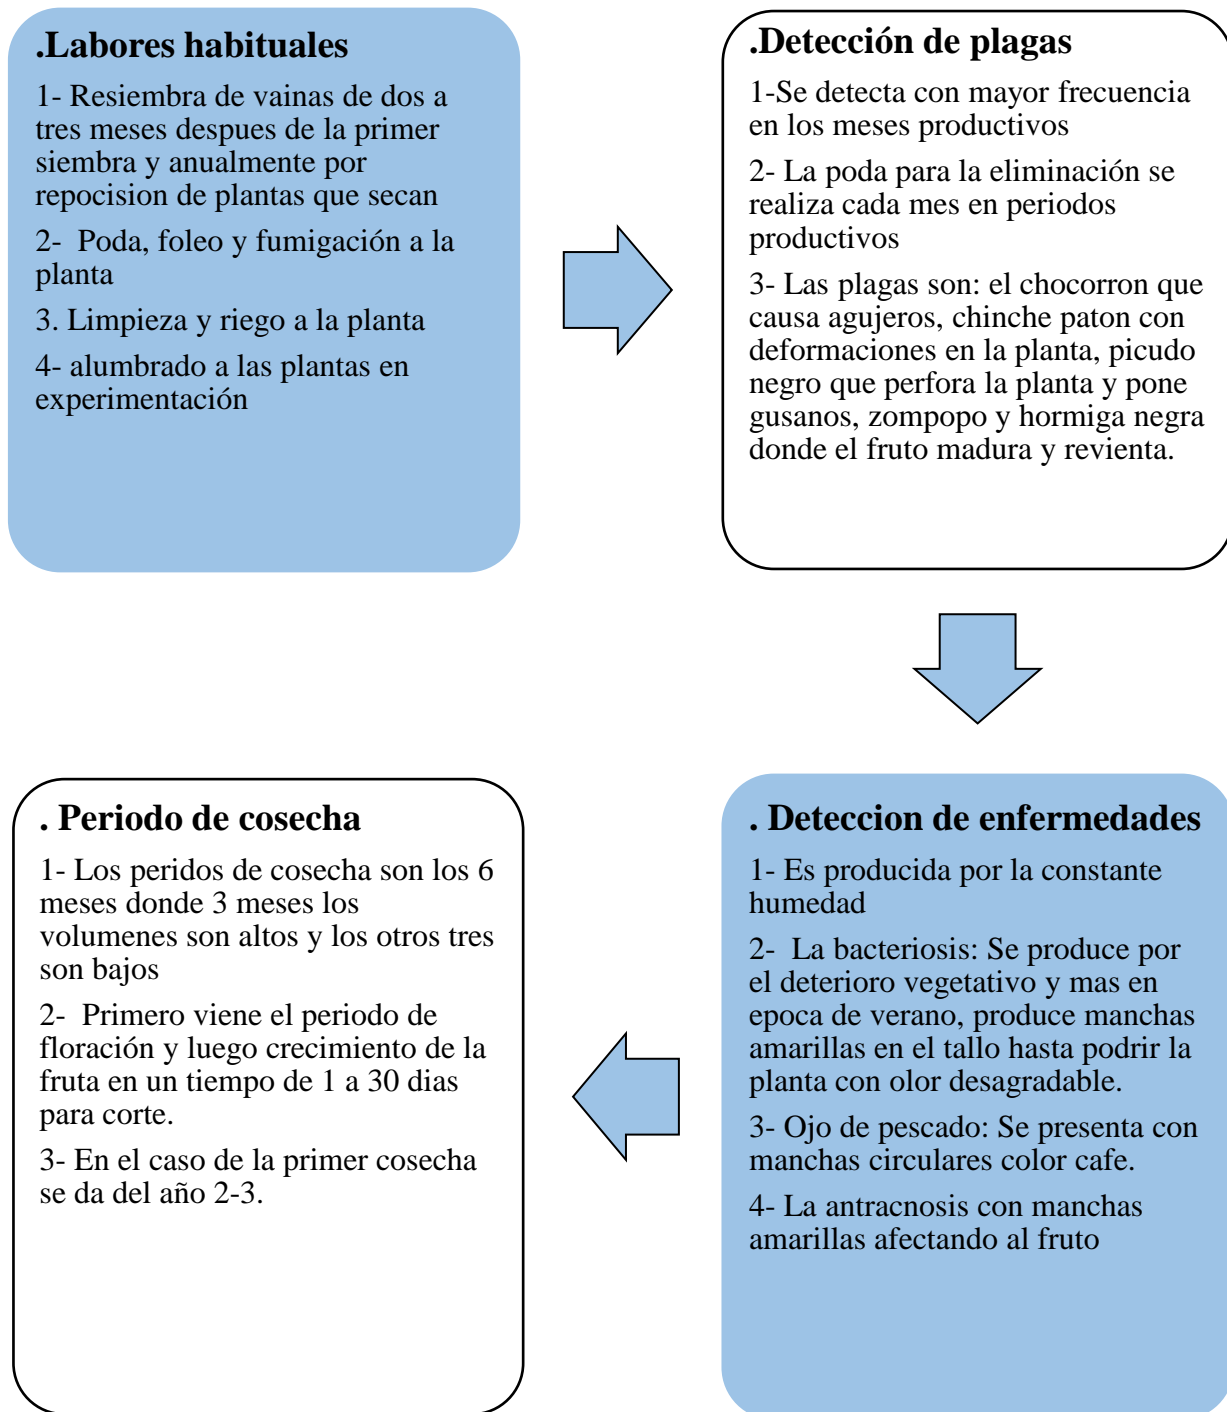 .Labores habituales
1- Resiembra de vainas de dos a
tres meses despues de la primer
siembra y anualmente por
repocision de plantas que secan
2-  Poda, foleo y fumigación a la
planta
3. Limpieza y riego a la planta
4- alumbrado a las plantas en
experimentación
.Detección de plagas
1-Se detecta con mayor frecuencia
en los meses productivos
2- La poda para la eliminación se
realiza cada mes en periodos
productivos
3- Las plagas son: el chocorron que
causa agujeros, chinche paton con
deformaciones en la planta, picudo
negro que perfora la planta y pone
gusanos, zompopo y hormiga negra
donde el fruto madura y revienta.
. Deteccion de enfermedades
1- Es producida por la constante
humedad
2-  La bacteriosis: Se produce por
el deterioro vegetativo y mas en
epoca de verano, produce manchas
amarillas en el tallo hasta podrir la
planta con olor desagradable.
3- Ojo de pescado: Se presenta con
manchas circulares color cafe.
4- La antracnosis con manchas
amarillas afectando al fruto
. Periodo de cosecha
1- Los peridos de cosecha son los 6
meses donde 3 meses los
volumenes son altos y los otros tres
son bajos
2-  Primero viene el periodo de
floración y luego crecimiento de la
fruta en un tiempo de 1 a 30 dias
para corte.
3- En el caso de la primer cosecha
se da del año 2-3.